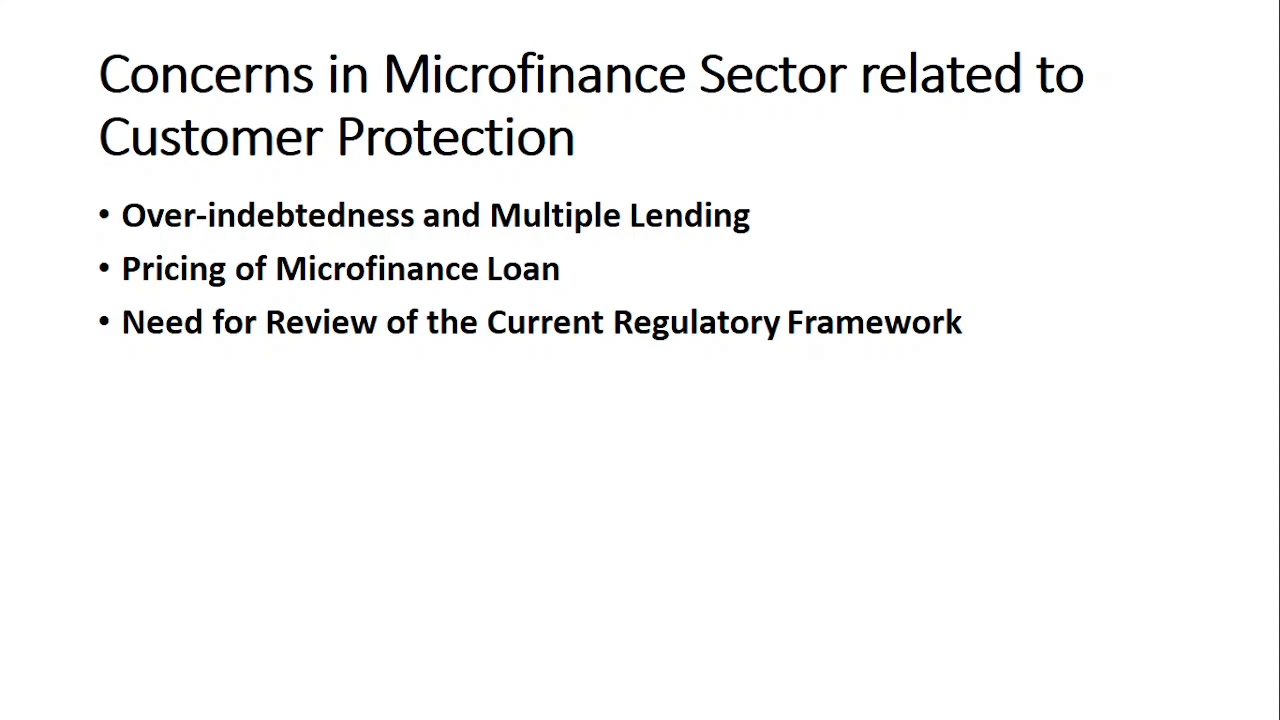 Concerns in Microfinance Sector related to
Customer Protection
• Over-indebtedness and Multiple Lending
• Pricing of Microfinance Loan
• Need for Review of the Current Regulatory Framework